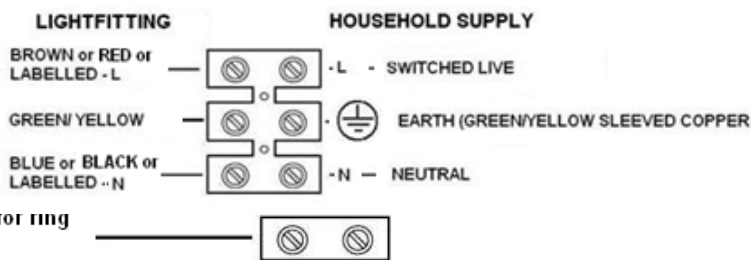 LIGHTFITTING
HOUSEHOLD SUPPLY
BROWN or RED or
LABELLED - L
- L - SWITCHED LIVE
GREEN/ YELLOW
- EARTH (GREEN/YELLOW SLEEVED COPPER
BLUE or BLACK or
LABELLED -- N
- N - NEUTRAL
for ring